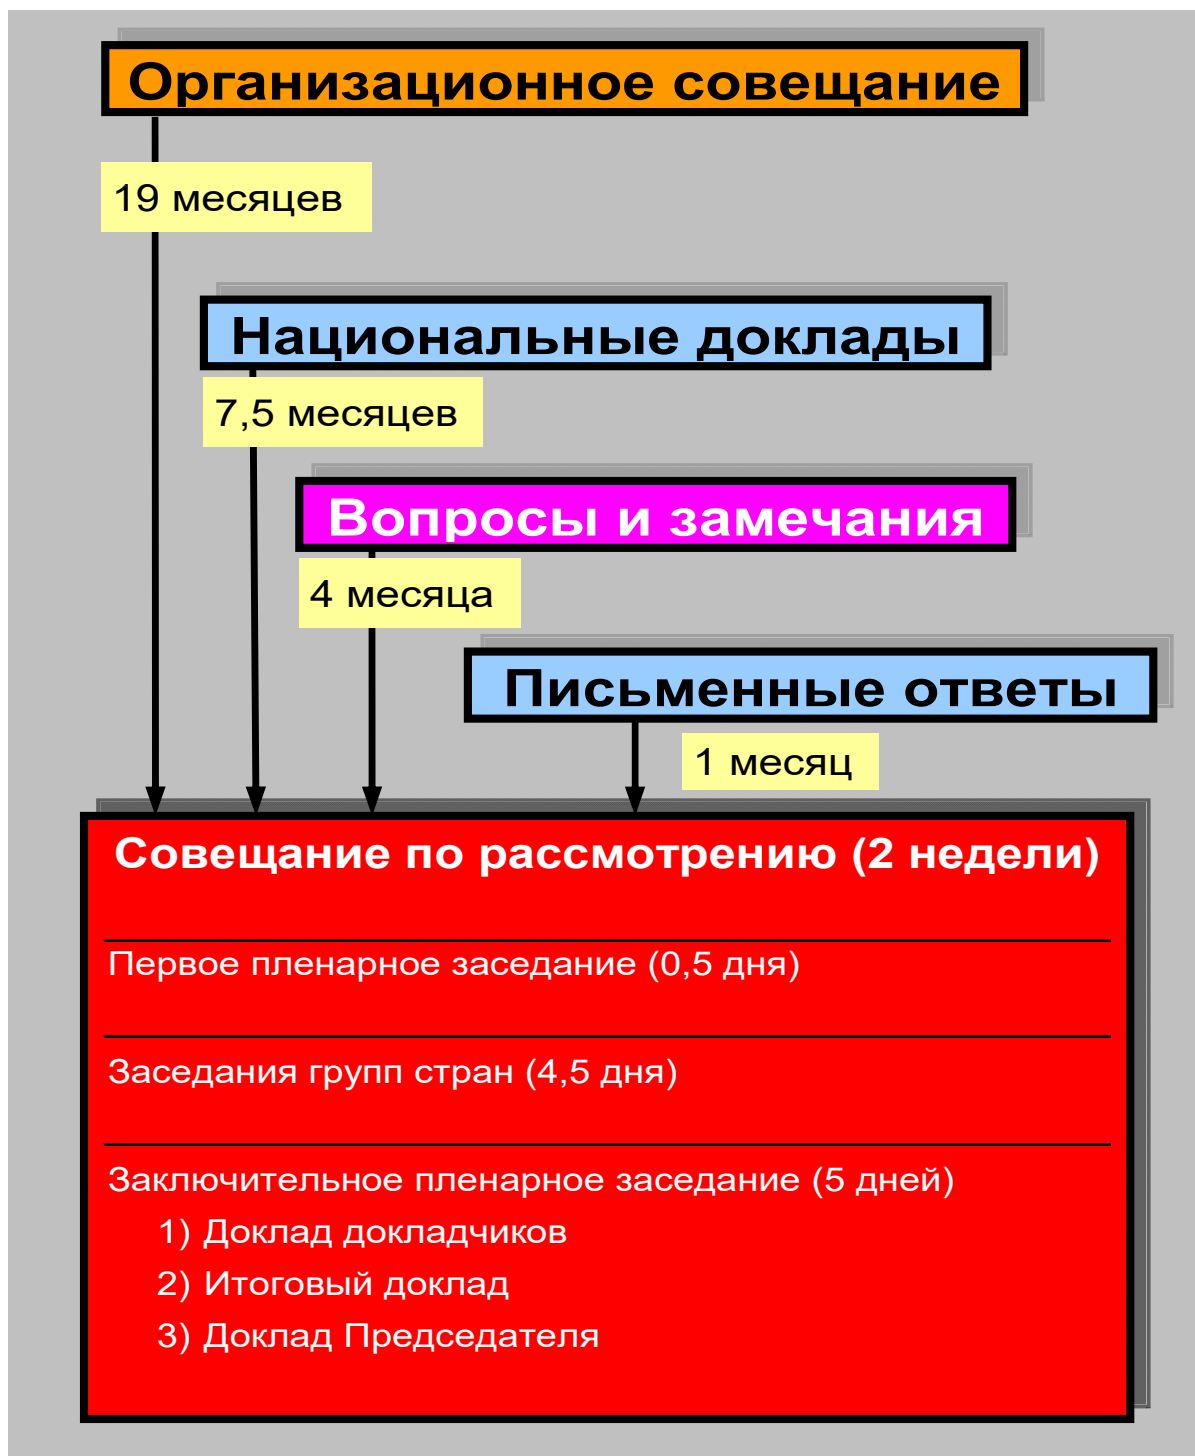 Организационное совещание
19 месяцев
Национальные доклады
7,5 месяцев
Вопросы и замечания
4 месяца
Письменные ответы
1 месяц
Совещание по рассмотрению (2 недели)
Первое пленарное заседание (0,5 дня)
Заседания групп стран (4,5 дня)
Заключительное пленарное заседание (5 дней)
1) Доклад докладчиков
2) Итоговый доклад
3) Доклад Председателя